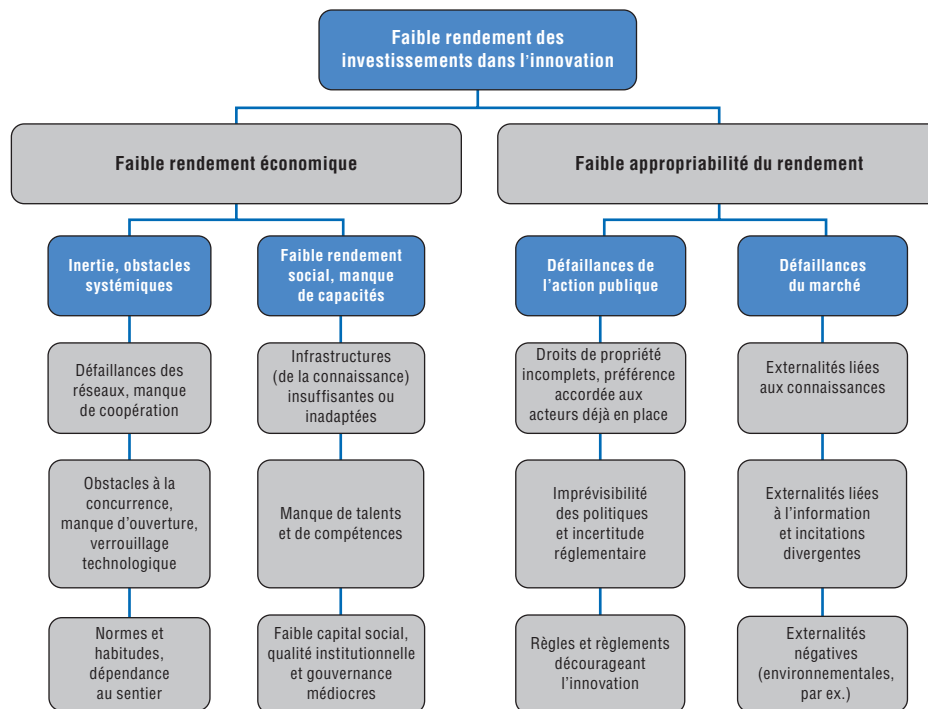 Faible rendement des
investissements dans l’innovation
Faible rendement économique
Faible appropriabilité du rendement
Inertie, obstacles
systémiques
Faible rendement
social, manque
de capacités
Défaillances de
l’action publique
Défaillances
du marché
Défaillances des
réseaux, manque
de coopération
Infrastructures
(de la connaissance)
insuffisantes ou
inadaptées
Droits de propriété
incomplets, préférence
accordée aux
acteurs déjà en place
Externalités liées
aux connaissances
Obstacles à la
concurrence,
manque d’ouverture,
verrouillage
technologique
Manque de talents
et de compétences
Imprévisibilité
des politiques
et incertitude
réglementaire
Externalités liées
à l’information
et incitations
divergentes
Normes et
habitudes,
dépendance
au sentier
Faible capital social,
qualité institutionnelle
et gouvernance
médiocres
Règles et règlements
décourageant
l’innovation
Externalités
négatives
(environnementales,
par ex.)